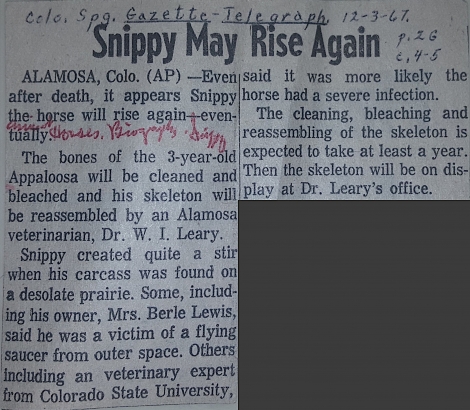 Colo. Spg. Gazette-Telegraph 12-3-67.
p. 2G
c, 4-5
Snippy May Rise Again
ALAMOSA, Colo. (AP) —Even
after death, it appears Snippy
the horse will rise again—even-
tually.
Horses. Biography. Snippy
The bones of the 3-year-old
Appaloosa will be cleaned and
bleached and his skeleton will
be reassembled by an Alamosa
veterinarian, Dr. W. I. Leary.
Snippy created quite a stir
when his carcass was found on
a desolate prairie. Some, includ-
ing his owner, Mrs. Berle Lewis,
said he was a victim of a flying
saucer from outer space. Others
including an veterinary expert
from Colorado State University,
said it was more likely the
horse had a severe infection.
The cleaning, bleaching and
reassembling of the skeleton is
expected to take at least a year.
Then the skeleton will be on dis-
play at Dr. Leary's office.